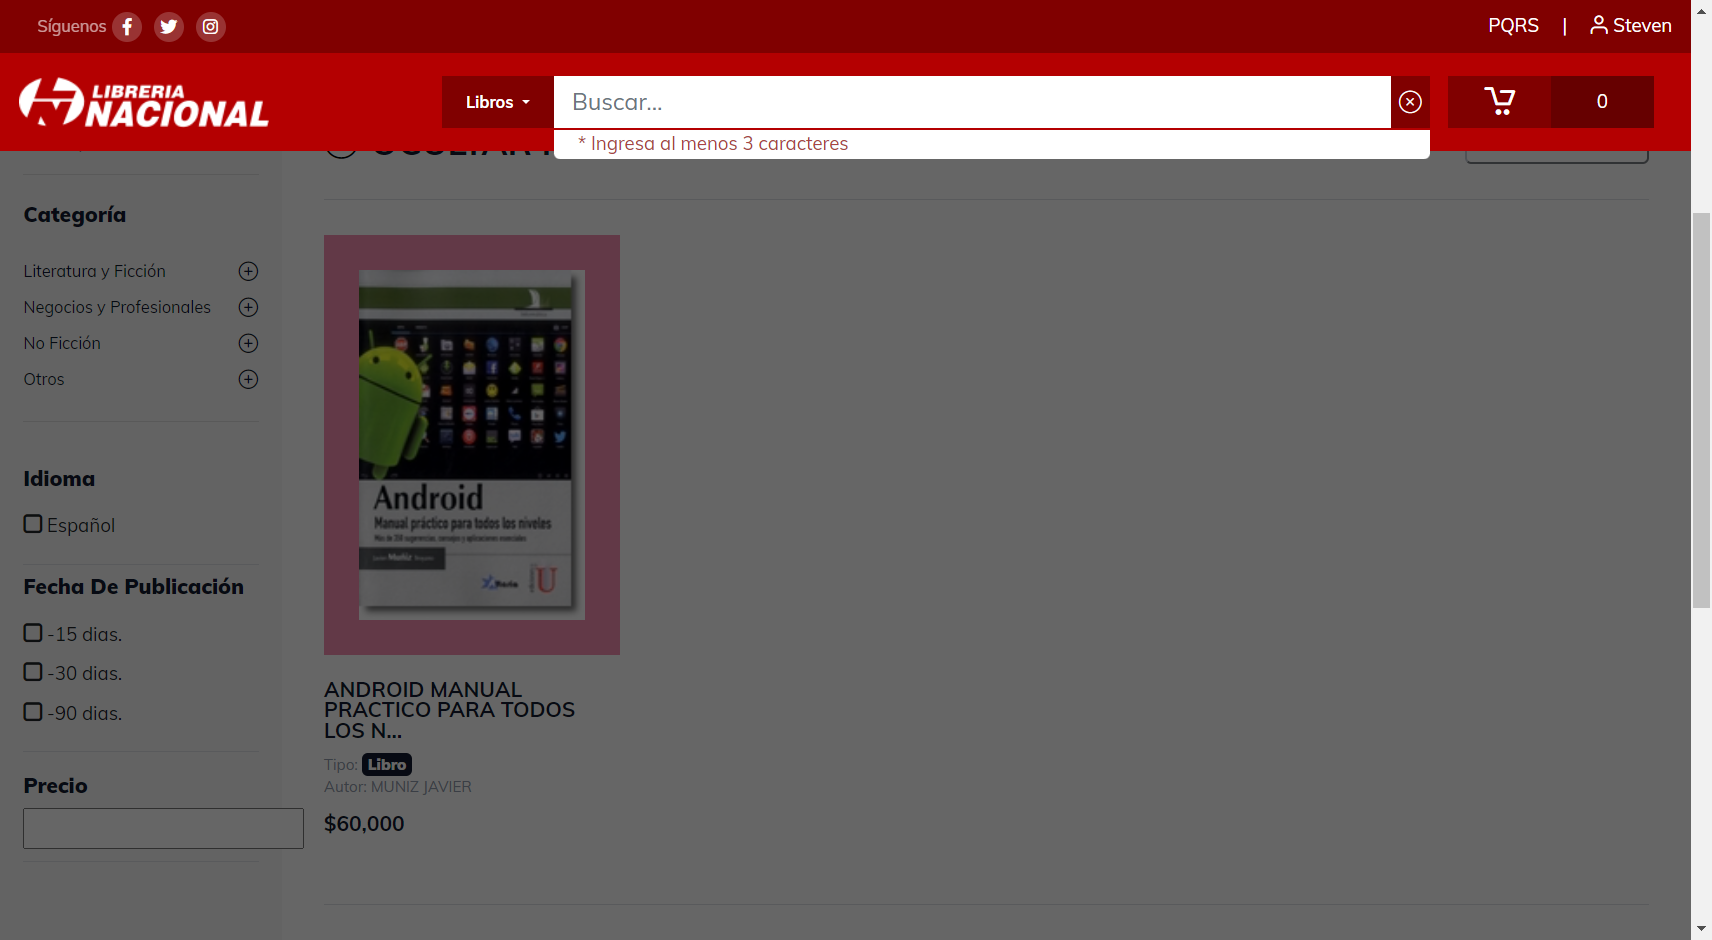 Síguenos
PQRS | Steven
LIBRERIA
NACIONAL
Libros
Buscar...
0
* Ingresa al menos 3 caracteres
Categoría
Literatura y Ficción
Negocios y Profesionales
No Ficción
Otros
Idioma
Español
Fecha De Publicación
-15 dias.
-30 dias.
-90 dias.
Precio
Android
Manual práctico para todos los niveles
ANDROID MANUAL
PRACTICO PARA TODOS
LOS N...
Tipo: Libro
Autor: MUNIZ JAVIER
$60,000